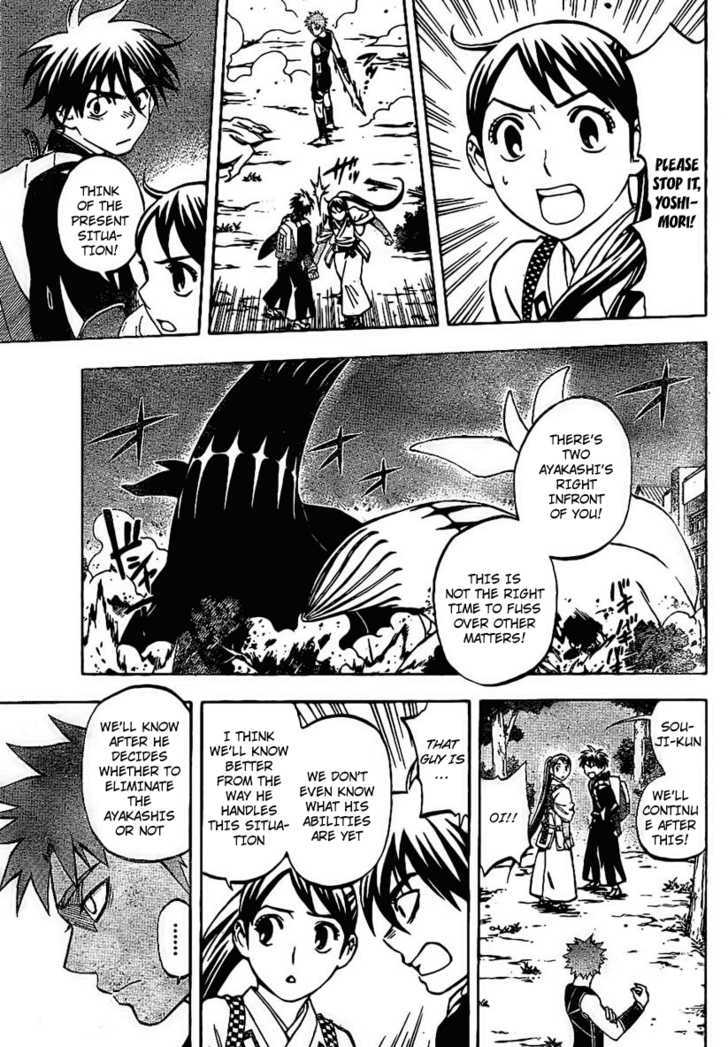 PLEASE
STOP IT,
YOSHI-
MORI!
THINK
OF THE
PRESENT
SITUA-
TION!
THERE'S
TWO
AYAKASHI'S
RIGHT
INFRONT
OF YOU!
THIS IS
NOT THE RIGHT
TIME TO FUSS
OVER OTHER
MATTERS!
SOU-
JI-KUN
WE'LL
CONTINU
E AFTER
THIS!
OI!!
THAT
GUY IS
...
WE DON'T
EVEN KNOW
WHAT HIS
ABILITIES
ARE YET
I THINK
WE'LL KNOW
BETTER
FROM THE
WAY HE
HANDLES
THIS SITUA-
TION
WE'LL KNOW
AFTER HE
DECIDES
WHETHER TO
ELIMINATE
THE
AYAKASHIS
OR NOT
......